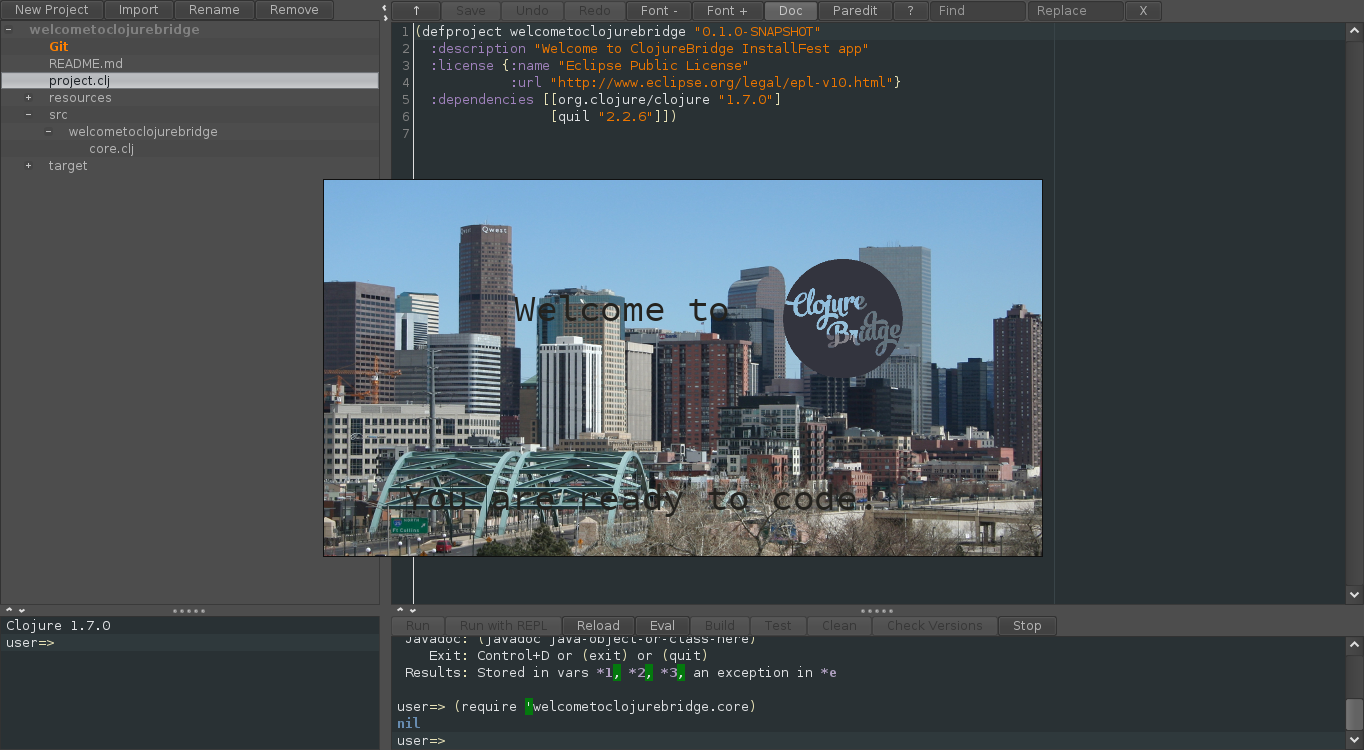 New Project Import Rename Remove
↑ Save Undo Redo Font - Font + Doc Paredit ? Find Replace X
- welcometoclojurebridge
Git
README.md
project.clj
+ resources
- src
- welcometoclojurebridge
core.clj
+ target
1 (defproject welcometoclojurebridge "0.1.0-SNAPSHOT"
2 :description "Welcome to ClojureBridge InstallFest app"
3 :license {:name "Eclipse Public License"
4 :url "http://www.eclipse.org/legal/epl-v10.html"}
5 :dependencies [[org.clojure/clojure "1.7.0"]
6 [quil "2.2.6"]])
7
Qwest
Welcome to
Clojure
Bridge
You are ready to code.
NORTH
Ft Collins
Clojure 1.7.0
user=>
Run Run with REPL Reload Eval Build Test Clean Check Versions Stop
Javadoc: (javadoc java-object-or-class-here)
Exit: Control+D or (exit) or (quit)
Results: Stored in vars *1, *2, *3, an exception in *e
user=> (require 'welcometoclojurebridge.core)
nil
user=>